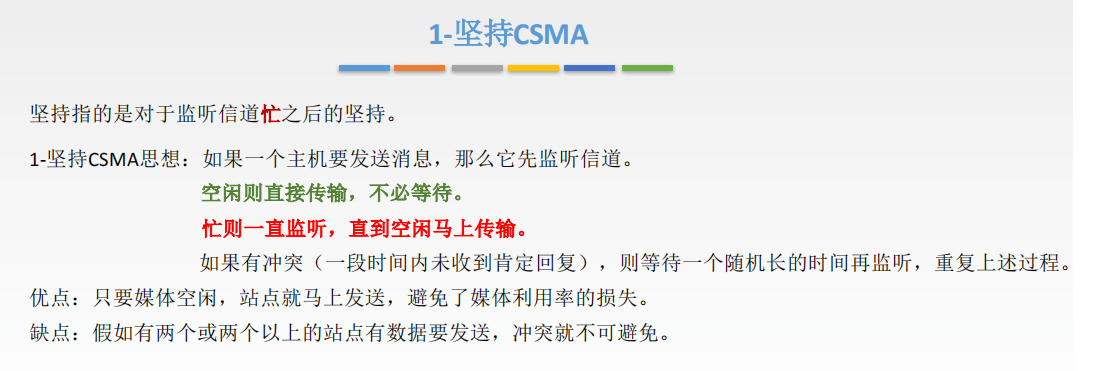 1-坚持CSMA
坚持指的是对于监听信道忙之后的坚持。
1-坚持CSMA思想：如果一个主机要发送消息，那么它先监听信道。
空闲则直接传输，不必等待。
忙则一直监听，直到空闲马上传输。
如果有冲突（一段时间内未收到肯定回复），则等待一个随机长的时间再监听，重复上述过程。
优点：只要媒体空闲，站点就马上发送，避免了媒体利用率的损失。
缺点：假如有两个或两个以上的站点有数据要发送，冲突就不可避免。